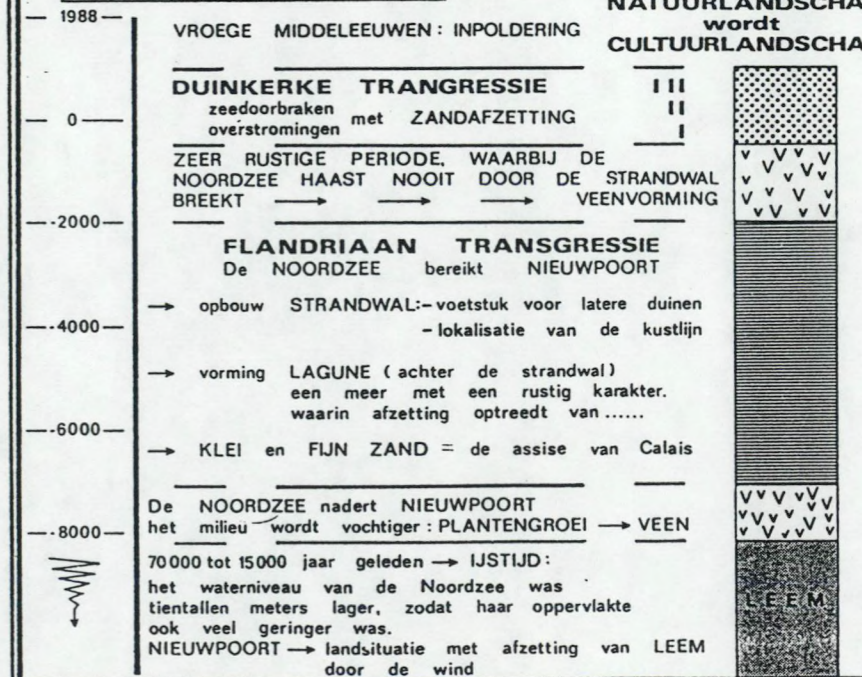 NATUURLANDSCHA
wordt
CULTUURLANDSCHA
1988
VROEGE MIDDELEEUWEN: INPOLDERING
DUINKERKE TRANGRESSIE III
zeedoorbraken
overstromingen met ZANDAFZETTING
II
0
I
ZEER RUSTIGE PERIODE, WAARBIJ DE
NOORDZEE HAAST NOOIT DOOR DE STRANDWAL
BREEKT → → → VEENVORMING
-2000
FLANDRIAAN TRANSGRESSIE
De NOORDZEE bereikt NIEUWPOORT
→ opbouw STRANDWAL:- voetstuk voor latere duinen
- lokalisatie van de kustlijn
-4000
→ vorming LAGUNE ( achter de strandwal)
een meer met een rustig karakter.
waarin afzetting optreedt van ......
-6000
→ KLEI en FIJN ZAND = de assise van Calais
De NOORDZEE nadert NIEUWPOORT
het milieu wordt vochtiger : PLANTENGROEI → VEEN
-8000
70000 tot 15000 jaar geleden → IJSTIJD:
het waterniveau van de Noordzee was
tientallen meters lager, zodat haar oppervlakte
ook veel geringer was.
NIEUWPOORT → landsituatie met afzetting van LEEM
door de wind
LEEM